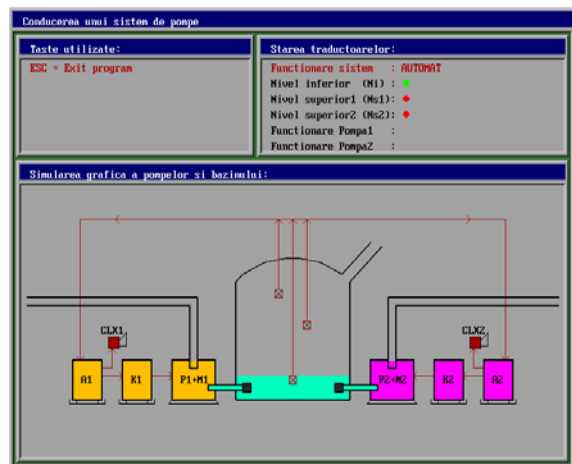 Conducerea unui sistem de pompe
Taste utilizate:
ESC = Exit program
Starea traductoarelor:
Functionare sistem : AUTOMAT
Nivel inferior (Ni) :
Nivel superior1 (Ns1):
Nivel superior2 (Ns2):
Functionare Pompa1 :
Functionare Pompa2 :
Simularea grafica a pompelor si bazinului:
CLX1 CLX2
A1 K1 P1+M1 P2+M2 K2 A2